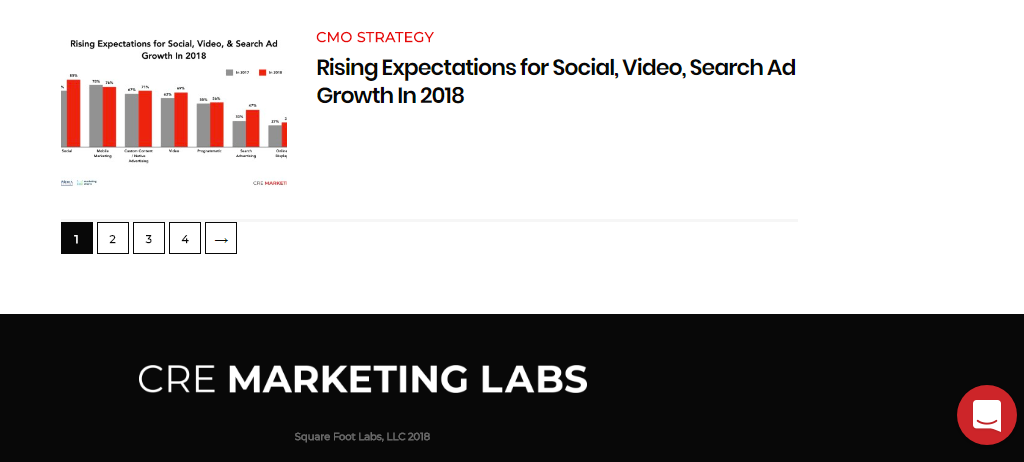 CMO STRATEGY
Rising Expectations for Social, Video, Search Ad
Growth In 2018
Rising Expectations for Social, Video, & Search Ad
Growth In 2018
In 2017
In 2018
Social
Mobile
Marketing
Custom Content
/ Native
Advertising
Video
Programmatic
Search
Advertising
Online
CRE MARKETI
1 2 3 4 →
CRE MARKETING LABS
Square Foot Labs, LLC 2018